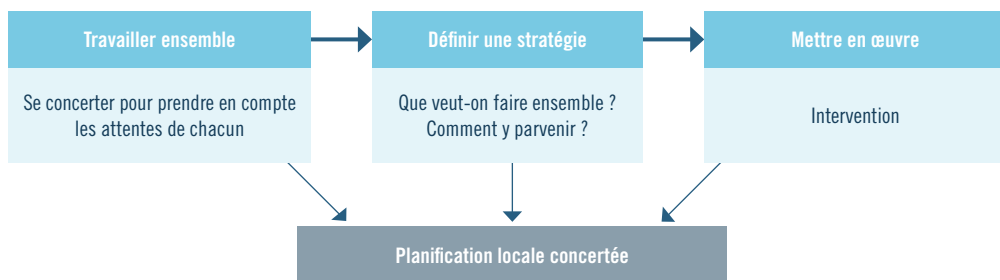 Travailler ensemble
Se concerter pour prendre en compte
les attentes de chacun
Définir une stratégie
Que veut-on faire ensemble ?
Comment y parvenir ?
Mettre en œuvre
Intervention
Planification locale concertée